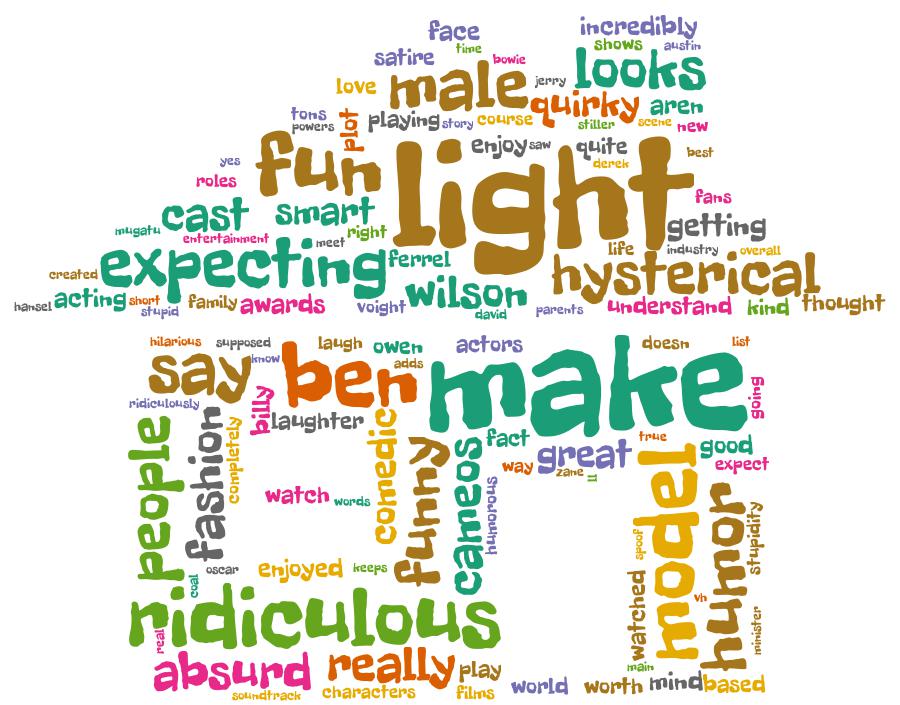 face
incredibly
time
shows
austin
satire
bowie
looks
love
male
jerry
quirky
aren
tons
powers
plot
playing
story
course
stiller
scene
new
yes
fun
light
enjoy
saw
quite
derek
best
roles
fans
cast
smart
right
getting
mugatu
entertainment
meet
life
industry
overall
created
expecting
ferrel
hysterical
hansel
acting
short
stupid
family
awards
voight
wilson
david
parents
understand
kind
thought
hilarious
supposed
laugh
owen
actors
doesn
list
say
know
ben
adds
make
going
ridiculously
billy
laughter
people
fashion
completely
comedic
funny
cameos
fact
great
true
good
way
zane
ll
expect
watch
words
humorous
model
humor
stupidity
spoof
watched
oscar
coal
enjoyed
keeps
vh
minister
ridiculous
real
absurd
really
play
main
soundtrack
characters
films
world
worth
mind
based